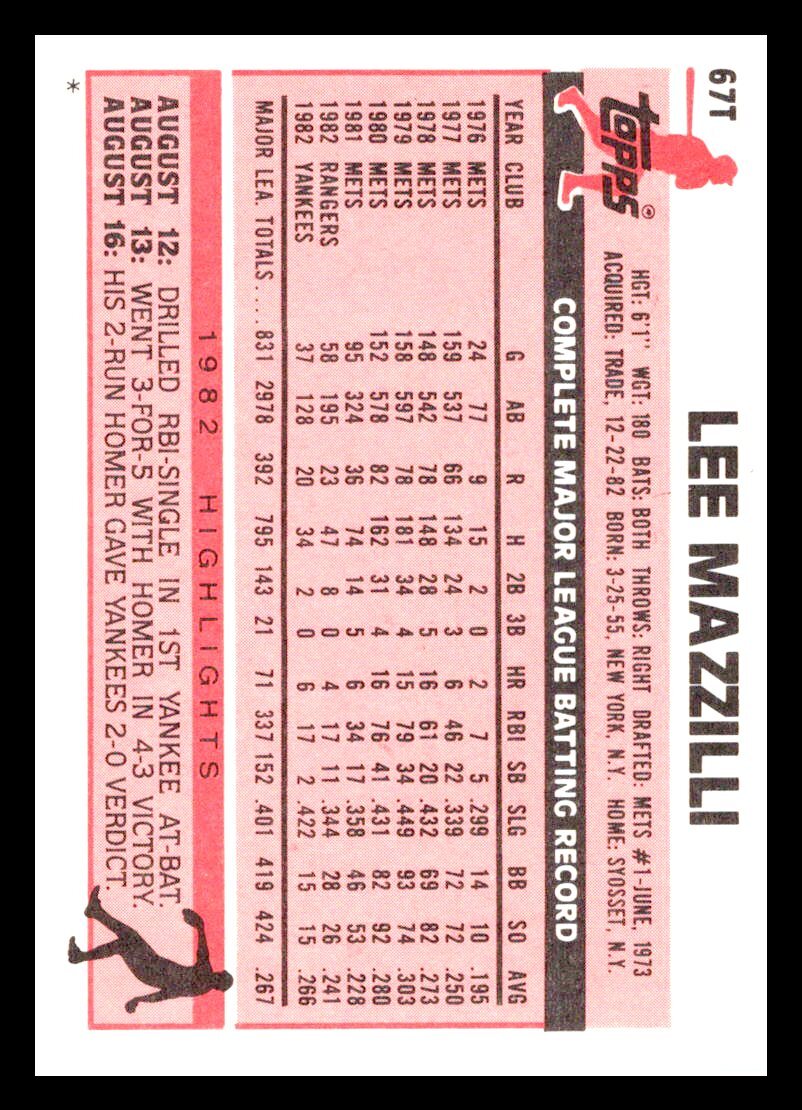 67T
LEE MAZZILLI
Topps®
HGT: 6'1" WGT: 180 BATS: BOTH THROWS: RIGHT DRAFTED: METS #1-JUNE, 1973
ACQUIRED: TRADE, 12-22-82 BORN: 3-25-55, NEW YORK, N.Y. HOME: SYOSSET, N.Y.
COMPLETE MAJOR LEAGUE BATTING RECORD
YEAR CLUB G AB R H 2B 3B HR RBI SB SLG BB SO AVG
1976 METS 24 77 9 15 2 0 2 7 5 .299 14 10 .195
1977 METS 159 537 66 134 24 3 6 46 22 .339 72 72 .250
1978 METS 148 542 78 148 28 5 16 61 20 .432 69 82 .273
1979 METS 158 597 78 181 34 4 15 79 34 .449 93 74 .303
1980 METS 152 578 82 162 31 4 16 76 41 .431 82 92 .280
1981 METS 95 324 36 74 14 5 6 34 17 .358 46 53 .228
1982 RANGERS 58 195 23 47 8 0 4 17 11 .344 28 26 .241
1982 YANKEES 37 128 20 34 2 0 6 17 2 .422 15 15 .266
MAJOR LEA. TOTALS.... 831 2978 392 795 143 21 71 337 152 .401 419 424 .267
1982 HIGHLIGHTS
AUGUST 12: DRILLED RBI-SINGLE IN 1ST YANKEE AT-BAT.
AUGUST 13: WENT 3-FOR-5 WITH HOMER IN 4-3 VICTORY.
AUGUST 16: HIS 2-RUN HOMER GAVE YANKEES 2-0 VERDICT.
*